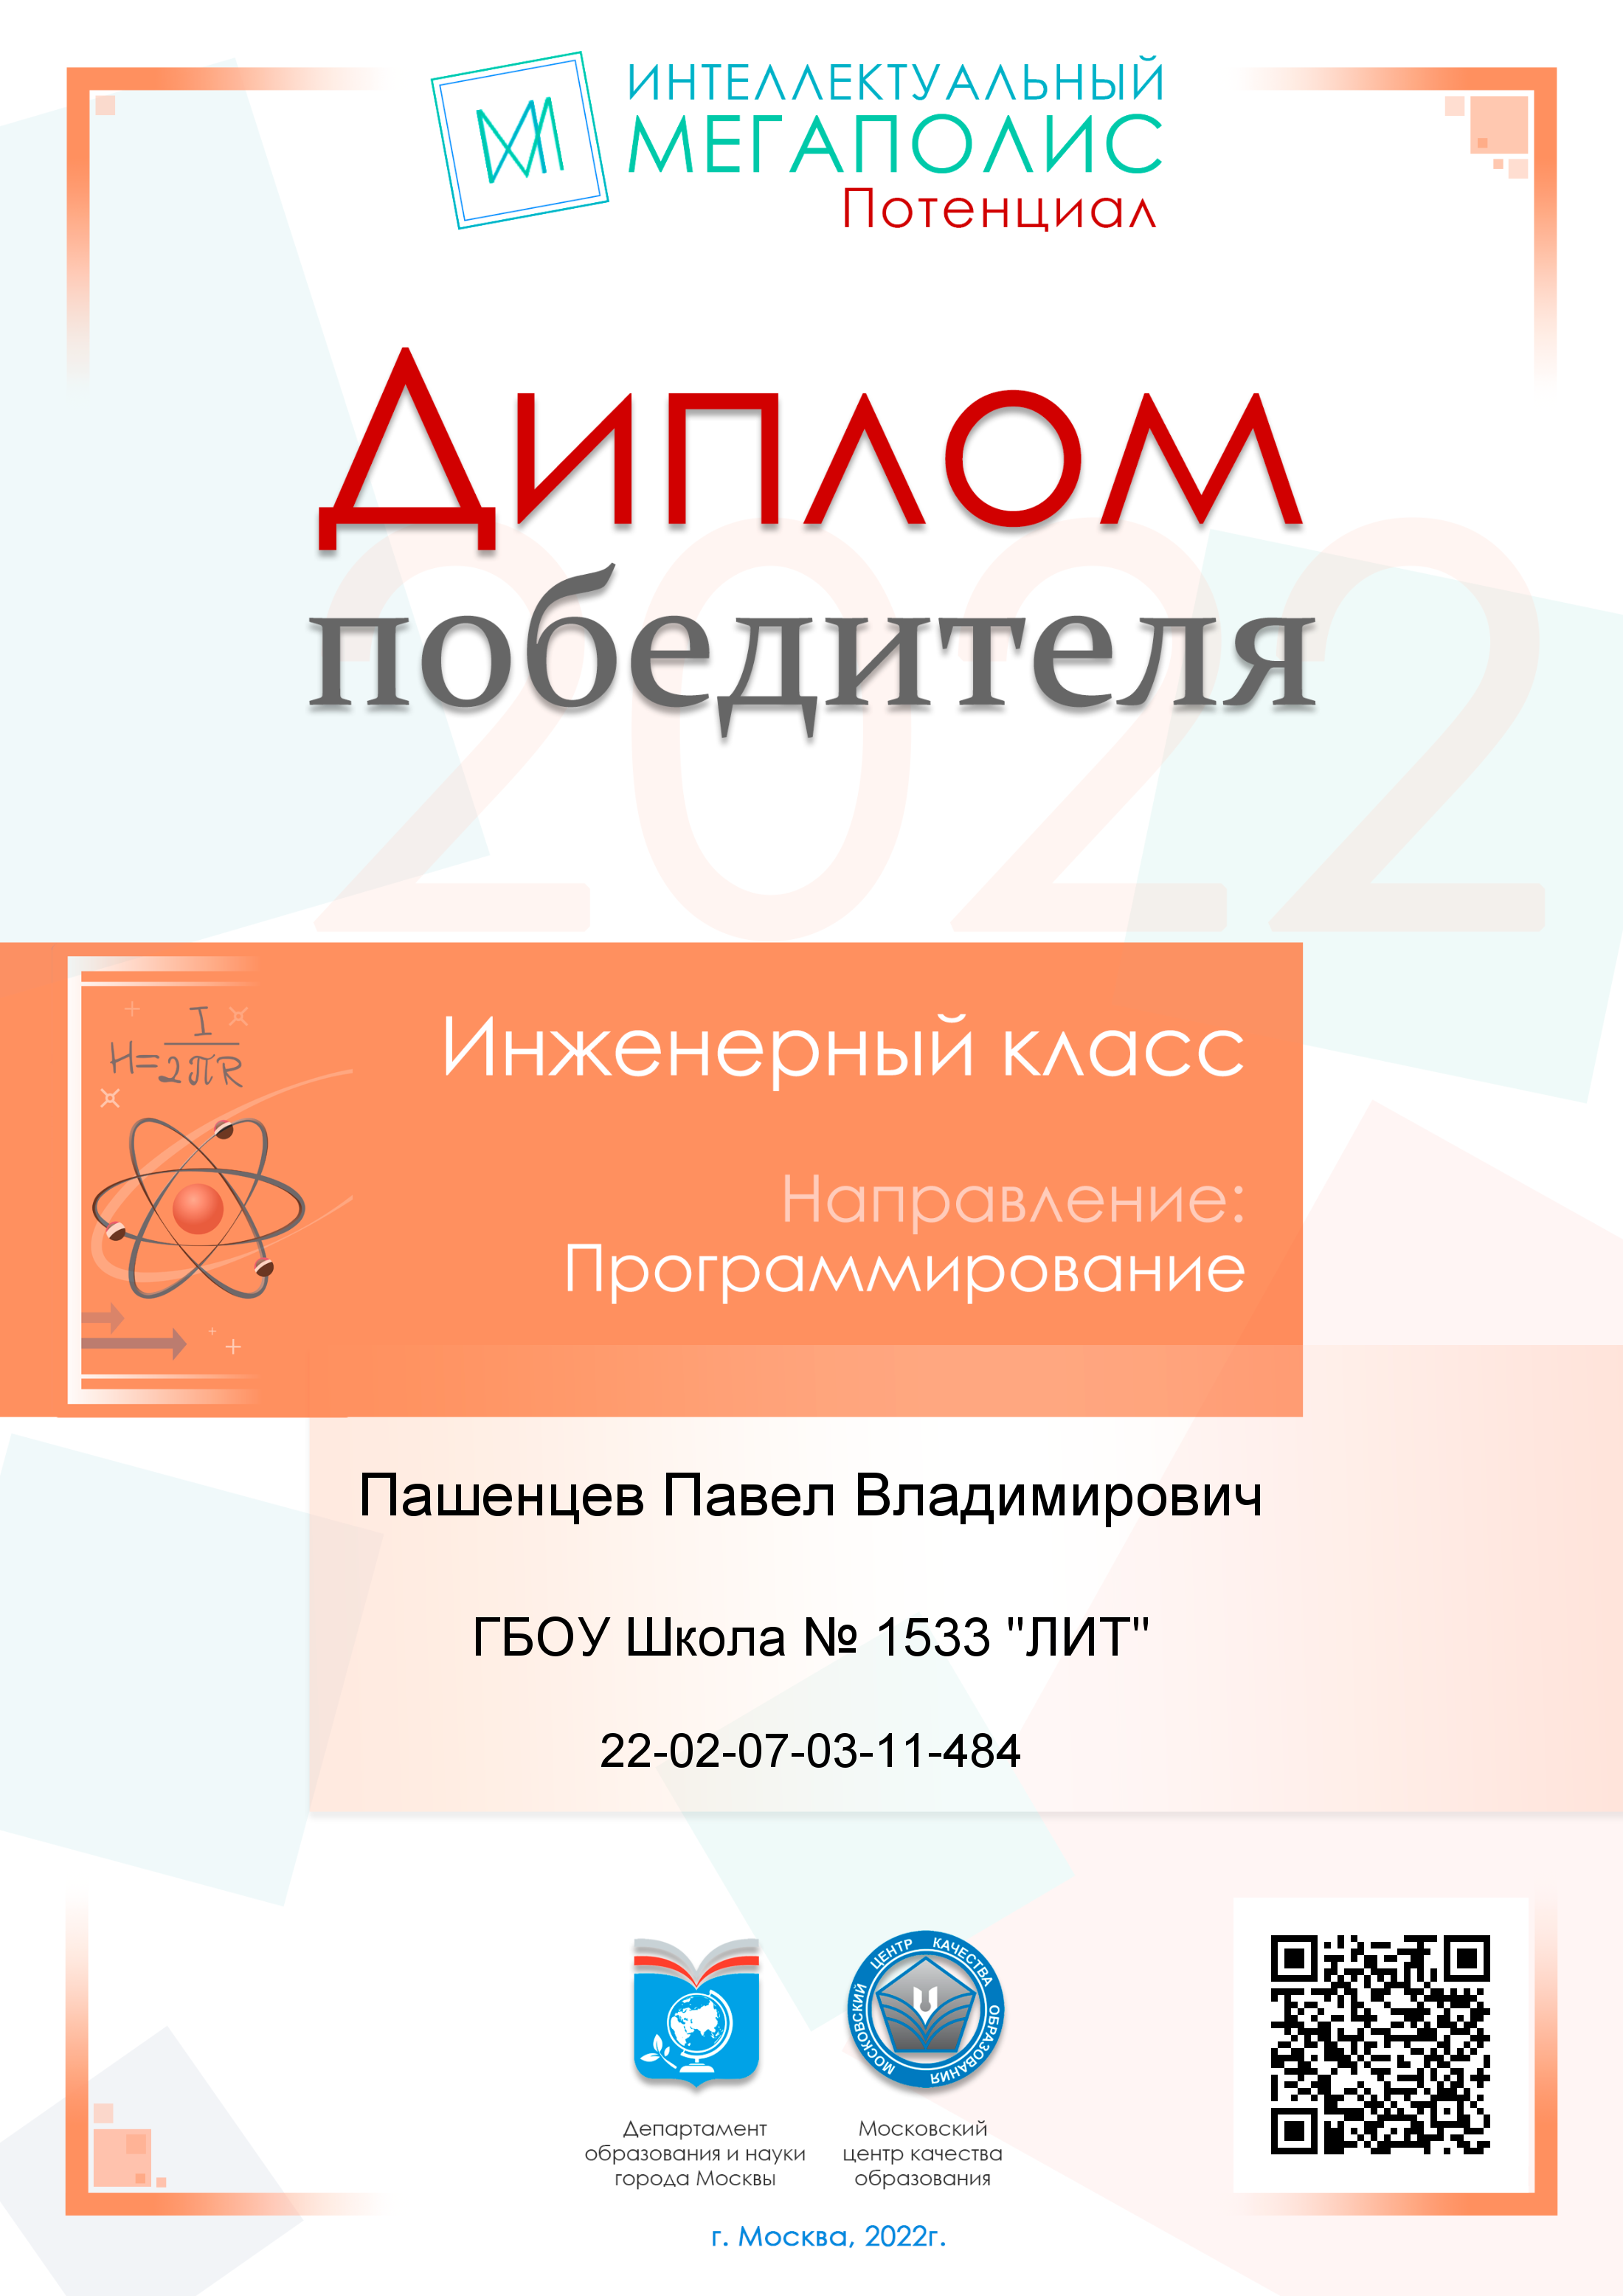 ИНТЕЛЛЕКТУАЛЬНЫЙ
МЕГАПОЛИС
Потенциал
Диплом
победителя
2022
Инженерный класс
H=I/2πR
Направление:
Программирование
Пашенцев Павел Владимирович
ГБОУ Школа № 1533 "ЛИТ"
22-02-07-03-11-484
МОСКОВСКИЙ ЦЕНТР КАЧЕСТВА ОБРАЗОВАНИЯ
Департамент
образования и науки
города Москвы
Московский
центр качества
образования
г. Москва, 2022г.